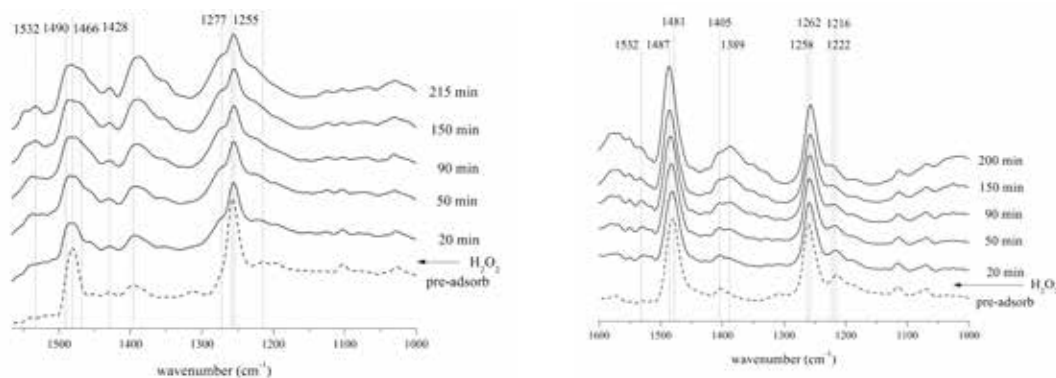 1532 1490 1466 1428 1277 1255
215 min
150 min
90 min
50 min
20 min
H2O2
pre-adsorb
1500 1400 1300 1200 1100 1000
wavenumber (cm-1)
1481 1405 1262 1216
1532 1487 1389 1258 1222
200 min
150 min
90 min
50 min
20 min
H2O2
pre-adsorb
1600 1500 1400 1300 1200 1100 1000
wavenumber (cm-1)